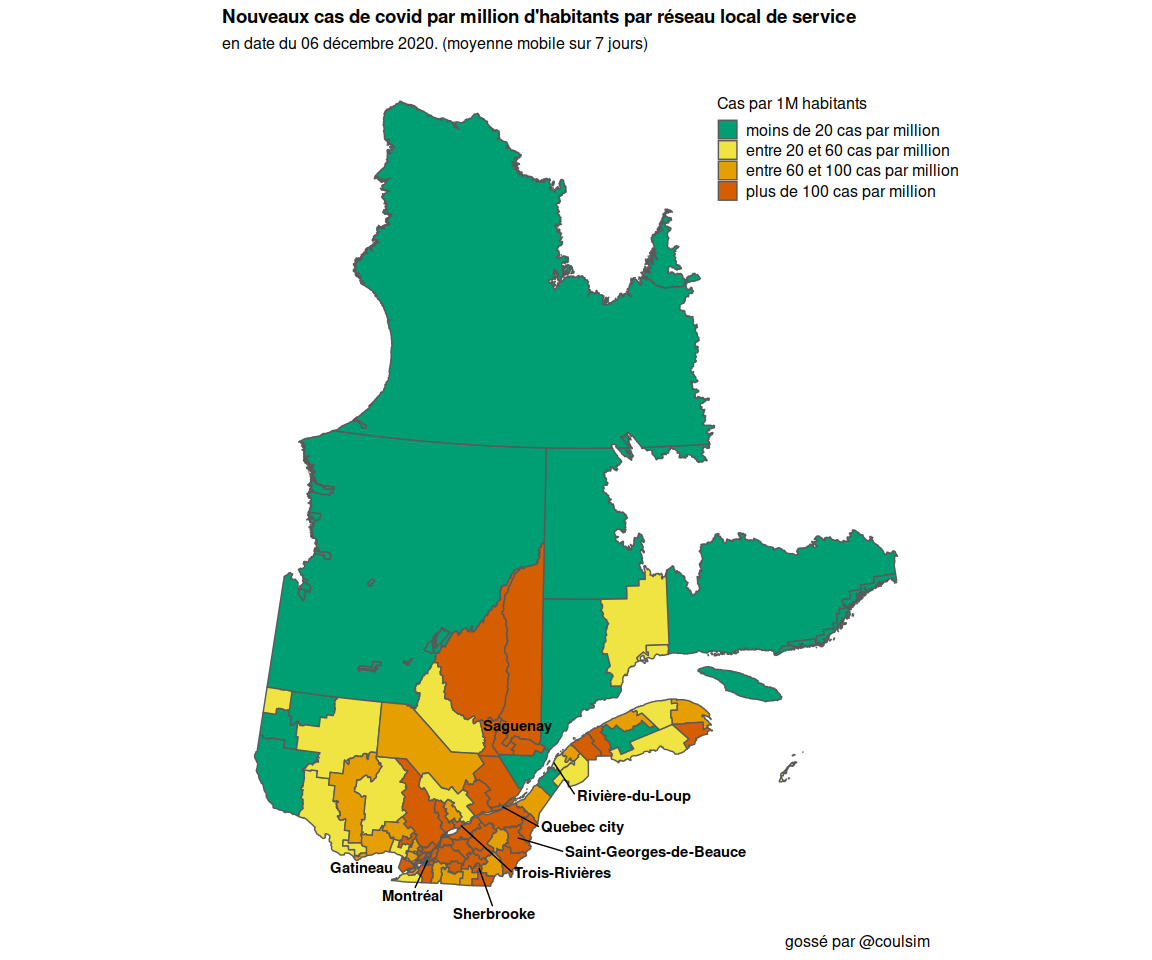 Nouveaux cas de covid par million d'habitants par réseau local de service
en date du 06 décembre 2020. (moyenne mobile sur 7 jours)
Cas par 1M habitants
moins de 20 cas par million
entre 20 et 60 cas par million
entre 60 et 100 cas par million
plus de 100 cas par million
Saguenay
Rivière-du-Loup
Quebec city
Saint-Georges-de-Beauce
Gatineau
Trois-Rivières
Montréal
Sherbrooke
gossé par @coulsim